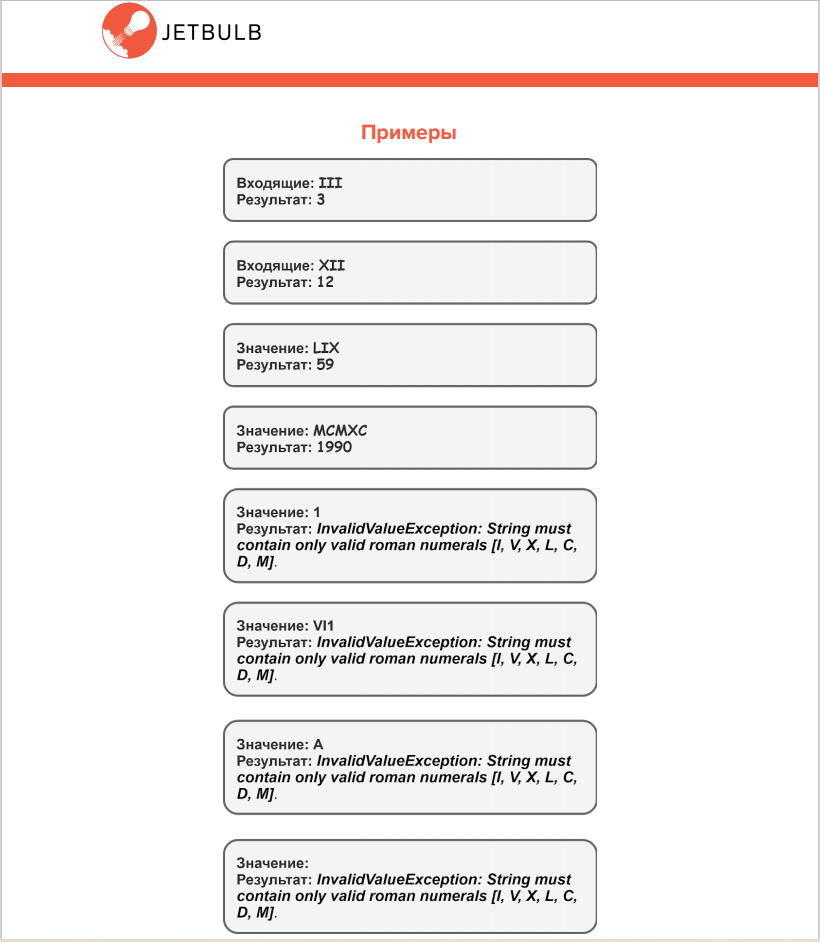 JETBULB
Примеры
Входящие: III
Результат: 3
Входящие: XII
Результат: 12
Значение: LIX
Результат: 59
Значение: MCMXC
Результат: 1990
Значение: 1
Результат: InvalidValueException: String must
contain only valid roman numerals [I, V, X, L, C,
D, M].
Значение: VI1
Результат: InvalidValueException: String must
contain only valid roman numerals [I, V, X, L, C,
D, M].
Значение: A
Результат: InvalidValueException: String must
contain only valid roman numerals [I, V, X, L, C,
D, M].
Значение:
Результат: InvalidValueException: String must
contain only valid roman numerals [I, V, X, L, C,
D, M].